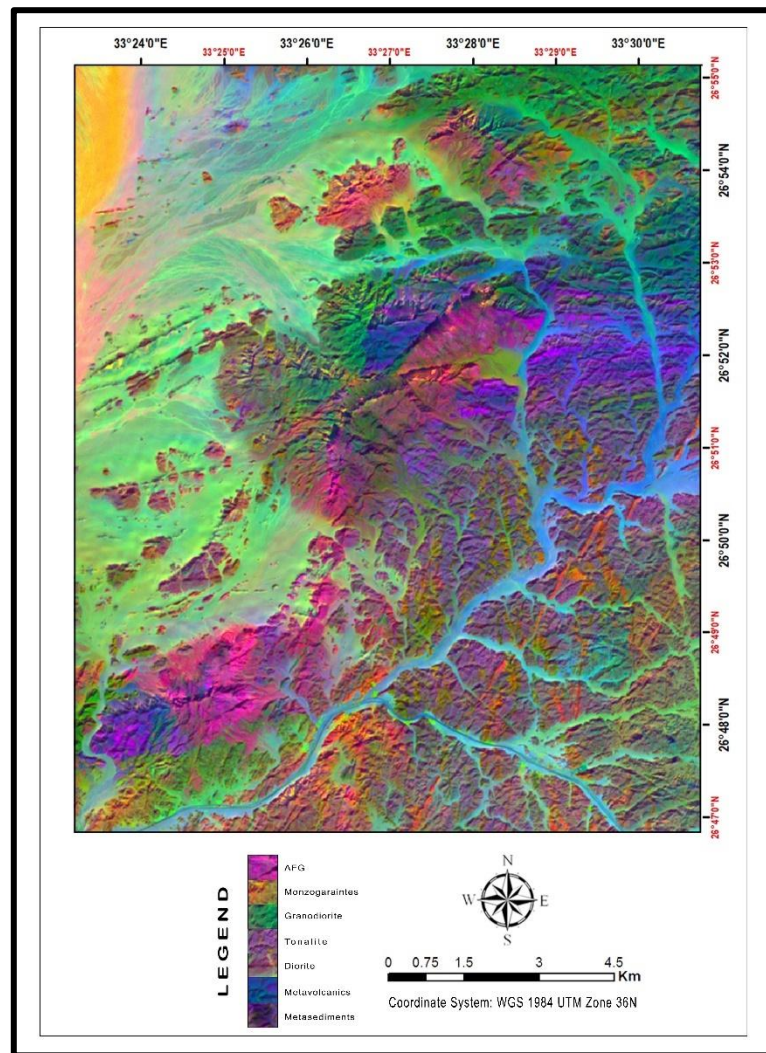 33°24'0"E 33°26'0"E 33°28'0"E 33°30'0"E
33°25'0"E 33°27'0"E 33°29'0"E
26°55'0"N
26°54'0"N
26°53'0"N
26°52'0"N
26°51'0"N
26°50'0"N
26°49'0"N
26°48'0"N
26°47'0"N
LEGEND
AFG
Monzogaraintes
Granodiorite
Tonalite
Diorite
Metavolcanics
Metasediments
N
W E
S
0 0.75 1.5 3 4.5
Km
Coordinate System: WGS 1984 UTM Zone 36N